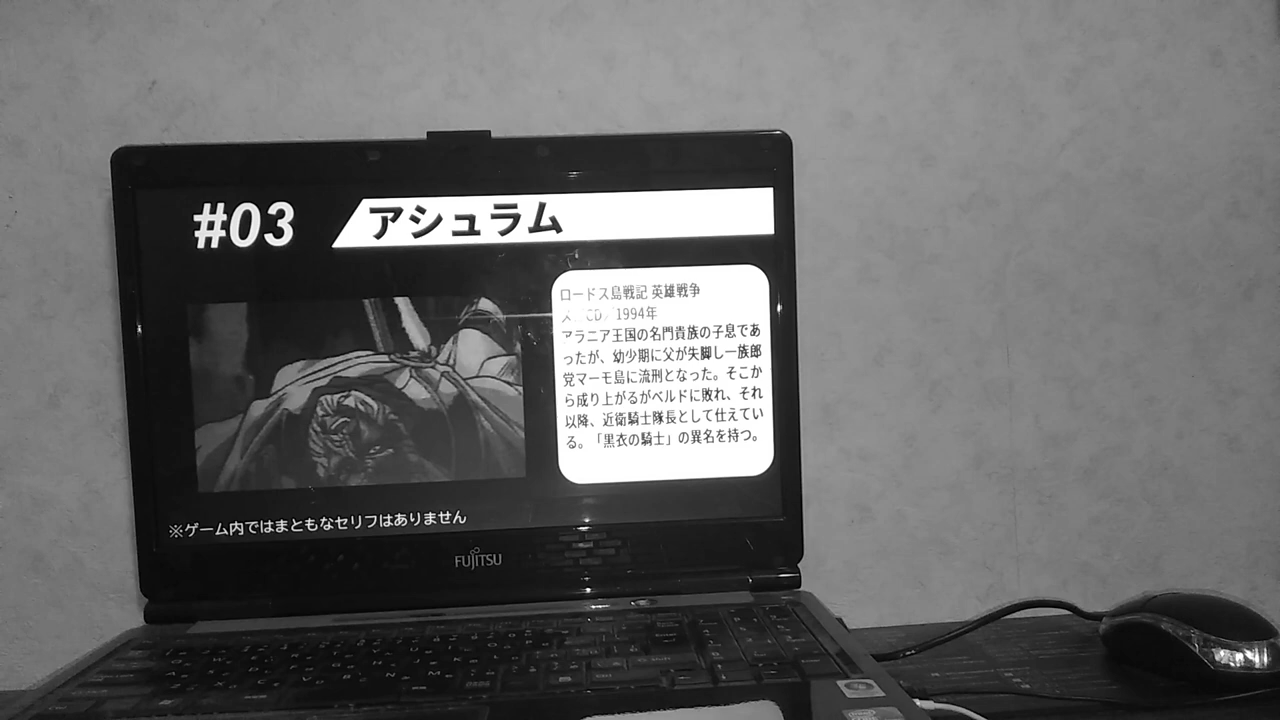 #03 アシュラム
ロードス島戦記 英雄戦争
CD 1994年
アラニア王国の名門貴族の子息であ
ったが、幼少期に父が失脚し一族郎
党マーモ島に流刑となった。そこか
ら成り上がるがベルドに敗れ、それ
以降、近衛騎士隊長として仕えてい
る。「黒衣の騎士」の異名を持つ。
※ゲーム内ではまともなセリフはありません
FUJITSU